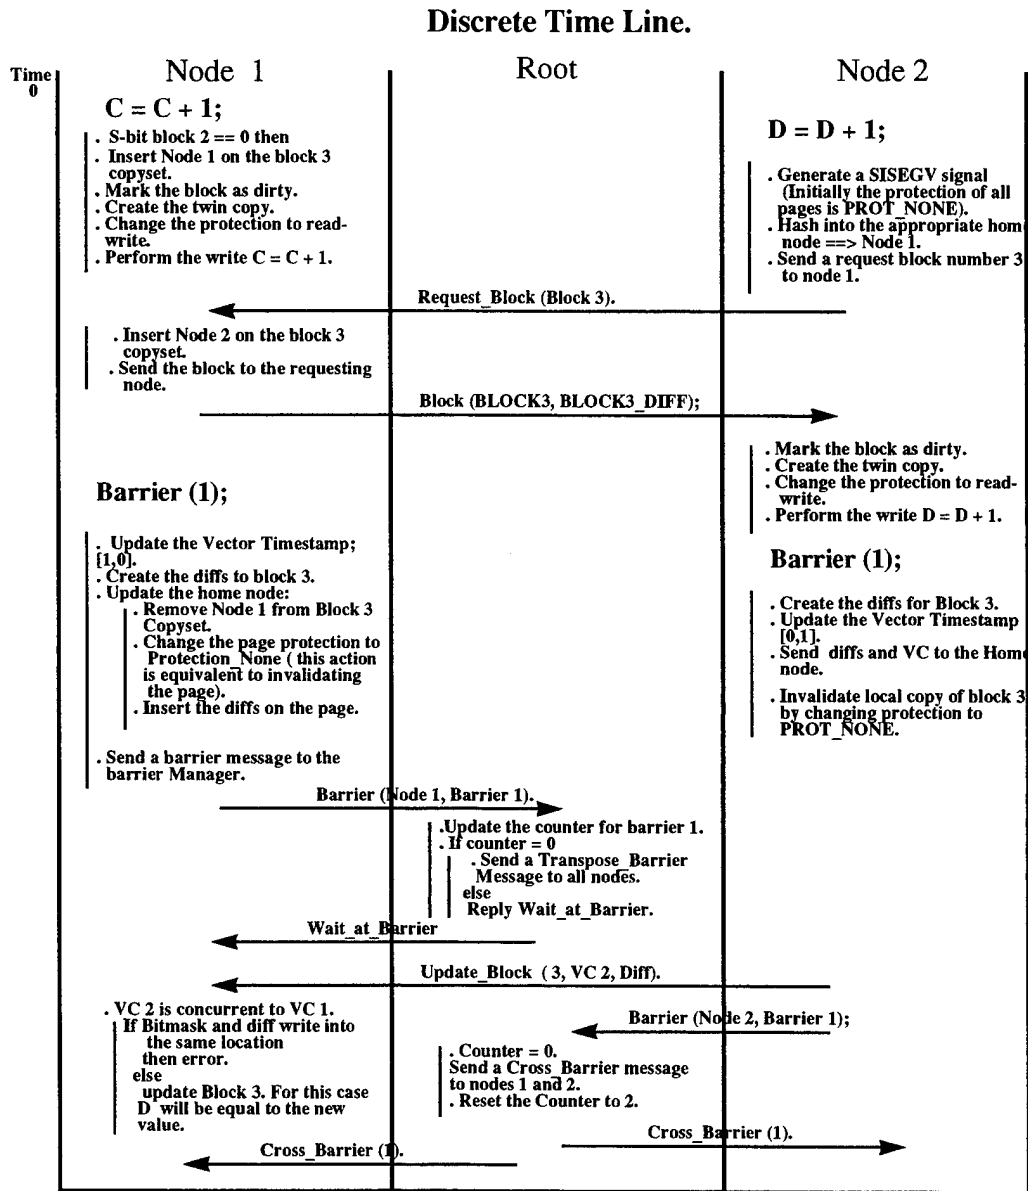 Discrete Time Line.
Time
0
Node 1
Root
Node 2
C = C + 1;
. S-bit block 2 == 0 then
. Insert Node 1 on the block 3
copyset.
. Mark the block as dirty.
. Create the twin copy.
. Change the protection to read-
write.
. Perform the write C = C + 1.
D = D + 1;
. Generate a SISEGV signal
(Initially the protection of all
pages is PROT_NONE).
. Hash into the appropriate hom
node ==> Node 1.
. Send a request block number 3
to node 1.
Request_Block (Block 3).
. Insert Node 2 on the block 3
copyset.
. Send the block to the requesting
node.
Block (BLOCK3, BLOCK3_DIFF);
. Mark the block as dirty.
. Create the twin copy.
. Change the protection to read-
write.
. Perform the write D = D + 1.
Barrier (1);
. Update the Vector Timestamp;
[1,0].
. Create the diffs to block 3.
. Update the home node:
. Remove Node 1 from Block 3
Copyset.
. Change the page protection to
Protection_None ( this action
is equivalent to invalidating
the page).
. Insert the diffs on the page.
. Send a barrier message to the
barrier Manager.
Barrier (1);
. Create the diffs for Block 3.
. Update the Vector Timestamp
[0,1].
. Send diffs and VC to the Hom
node.
. Invalidate local copy of block 3
by changing protection to
PROT_NONE.
Barrier (Node 1, Barrier 1).
.Update the counter for barrier 1.
. If counter = 0
. Send a Transpose_Barrier
Message to all nodes.
else
Reply Wait_at_Barrier.
Wait_at_Barrier
Update_Block ( 3, VC 2, Diff).
. VC 2 is concurrent to VC 1.
If Bitmask and diff write into
the same location
then error.
else
update Block 3. For this case
D will be equal to the new
value.
Barrier (Node 2, Barrier 1);
. Counter = 0.
Send a Cross_Barrier message
to nodes 1 and 2.
. Reset the Counter to 2.
Cross_Barrier (1).
Cross_Barrier (1).